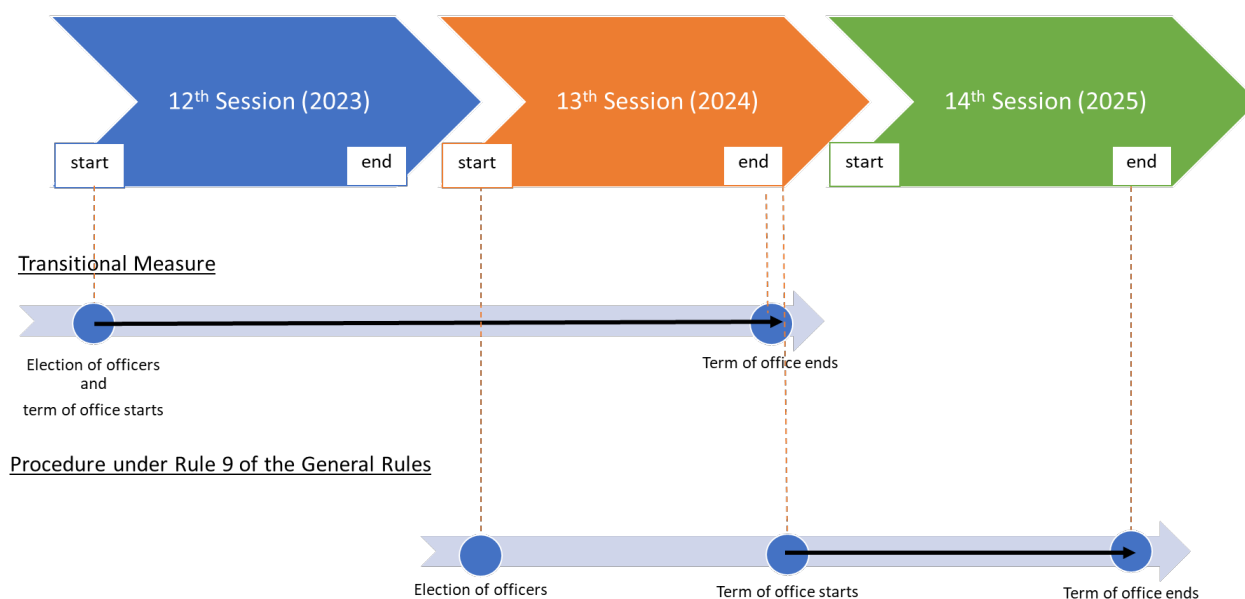 12th Session (2023)
13th Session (2024)
14th Session (2025)
start
end
start
end
start
end
Transitional Measure
Election of officers
and
term of office starts
Term of office ends
Procedure under Rule 9 of the General Rules
Election of officers
Term of office starts
Term of office ends